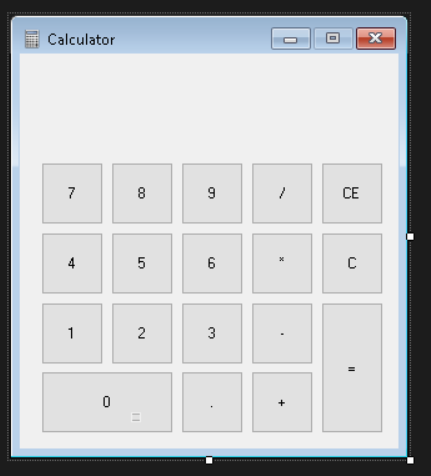 Calculator
7 8 9 / CE
4 5 6 * C
1 2 3 -
=
0 . +